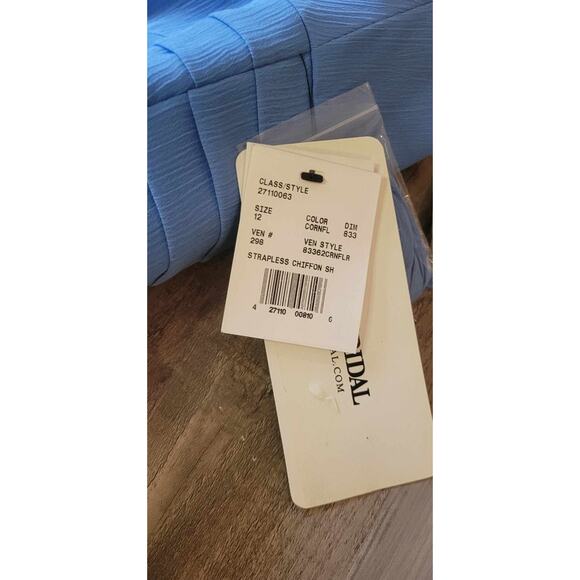 CLASS/STYLE
27110063
SIZE COLOR DIM
12 CORNFL 833
VEN # VEN STYLE
298 83362CRNFLR
STRAPLESS CHIFFON SH
4 27110 00810 0
IDAL
AL.COM